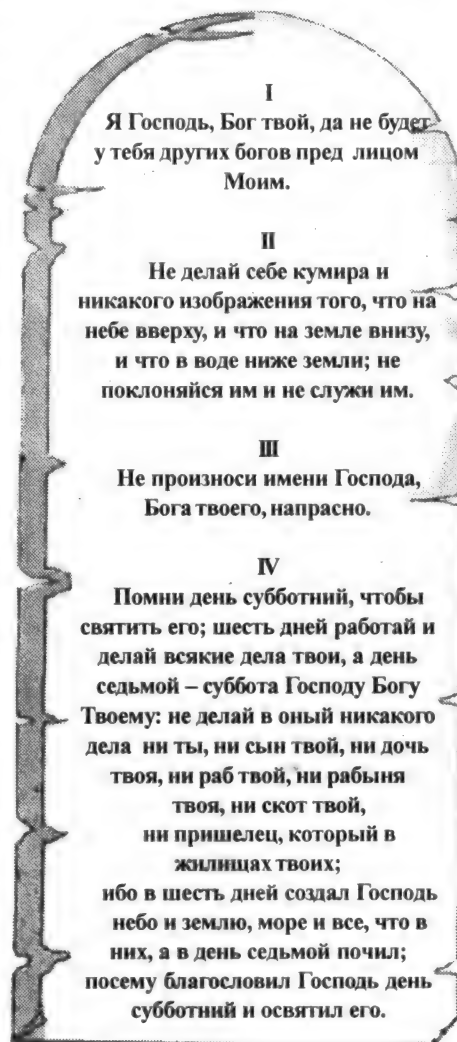 I
Я Господь, Бог твой, да не будет
у тебя других богов пред лицом
Моим.
II
Не делай себе кумира и
никакого изображения того, что на
небе вверху, и что на земле внизу,
и что в воде ниже земли; не
поклоняйся им и не служи им.
III
Не произноси имени Господа,
Бога твоего, напрасно.
IV
Помни день субботний, чтобы
святить его; шесть дней работай и
делай всякие дела твои, а день
седьмой – суббота Господу Богу
Твоему: не делай в оный никакого
дела ни ты, ни сын твой, ни дочь
твоя, ни раб твой, ни рабыня
твоя, ни скот твой,
ни пришелец, который в
жилищах твоих;
ибо в шесть дней создал Господь
небо и землю, море и все, что в
них, а в день седьмой почил;
посему благословил Господь день
субботний и освятил его.